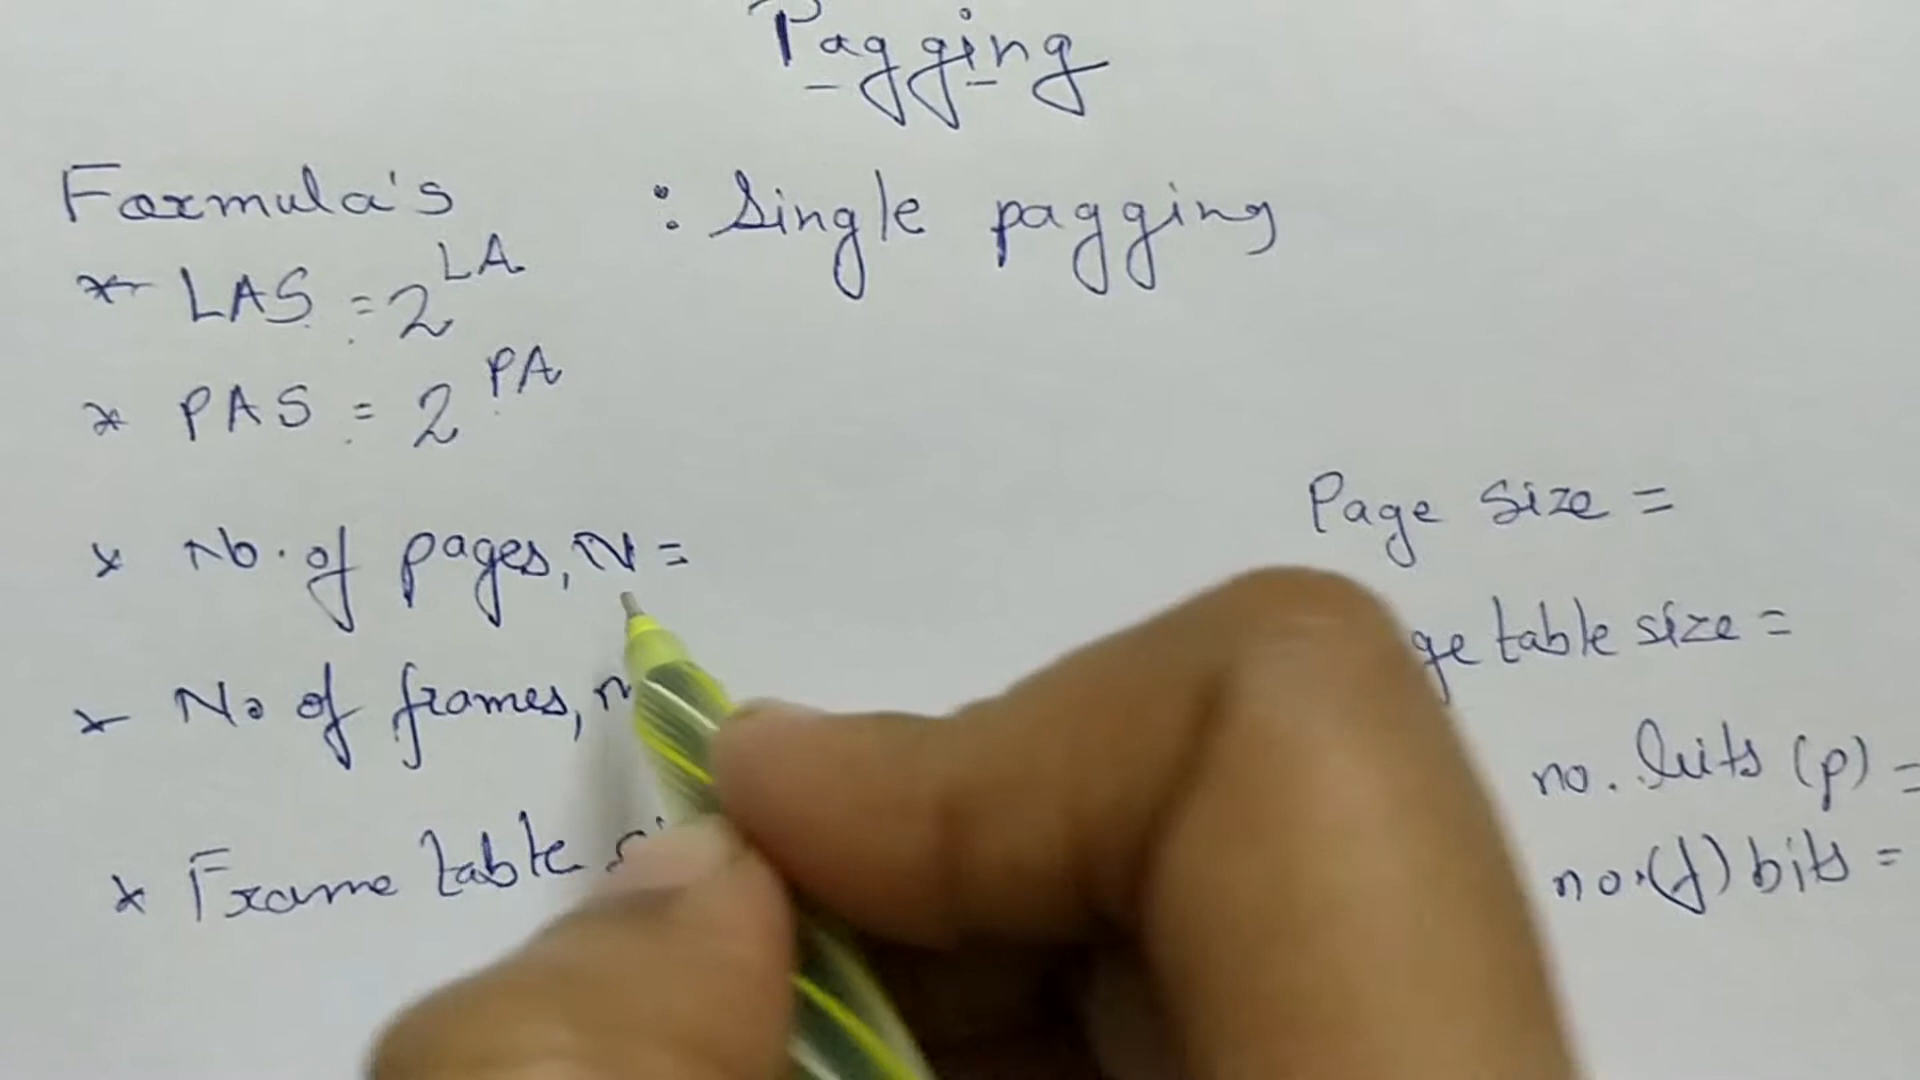 Pagging
Formula's : Single pagging
* LAS = 2^LA
* PAS = 2^PA
* No. of pages, N =
* No of frames,
* Frame table
Page size =
ge table size =
no. bits (p) =
no. (f) bits =